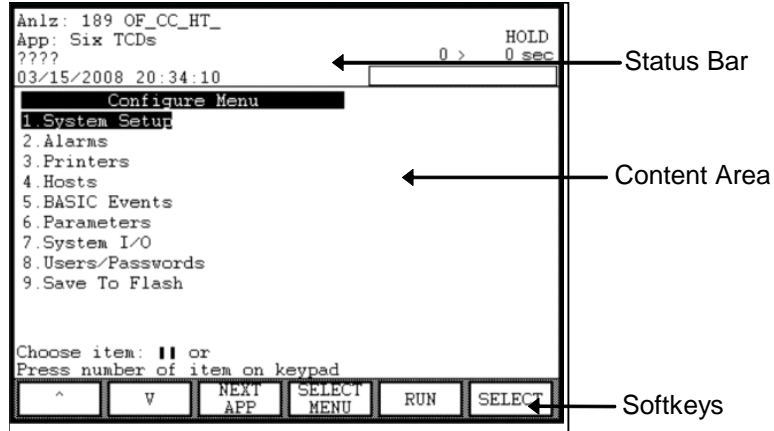 Anlz: 189 OF_CC_HT_
App: Six TCDs HOLD
???? 0 > 0 sec
03/15/2008 20:34:10
Status Bar
Configure Menu
1.System Setup
2.Alarms
3.Printers
4.Hosts
Content Area
5.BASIC Events
6.Parameters
7.System I/O
8.Users/Passwords
9.Save To Flash
Choose item: or
Press number of item on keypad
^ V NEXT APP SELECT MENU RUN SELECT
Softkeys